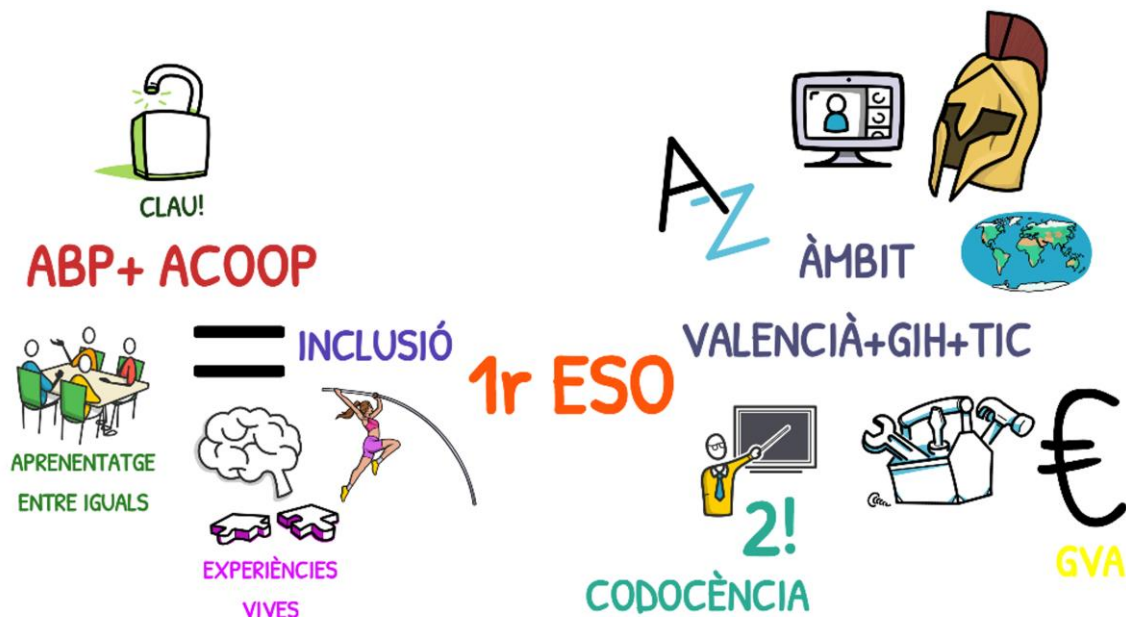 CLAU!
ABP+ ACOOP
INCLUSIÓ
APRENENTATGE
ENTRE IGUALS
EXPERIÈNCIES
VIVES
1r ESO
A-Z
ÀMBIT
VALENCIÀ+GIH+TIC
2!
CODOCÈNCIA
€
GVA